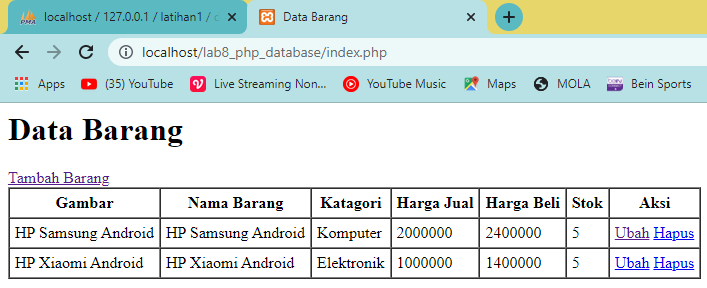 localhost / 127.0.0.1 / latihan1 /
Data Barang
localhost/lab8_php_database/index.php
Apps (35) YouTube Live Streaming Non... YouTube Music Maps MOLA Bein Sports
Data Barang
Tambah Barang
Gambar Nama Barang Katagori Harga Jual Harga Beli Stok Aksi
HP Samsung Android HP Samsung Android Komputer 2000000 2400000 5 Ubah Hapus
HP Xiaomi Android HP Xiaomi Android Elektronik 1000000 1400000 5 Ubah Hapus